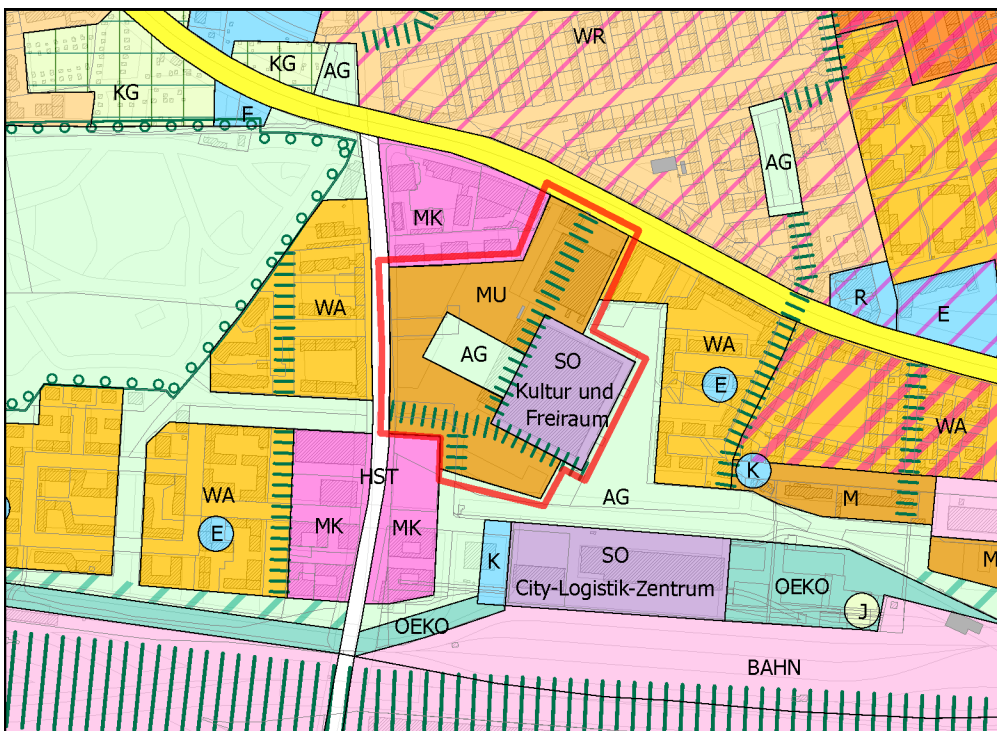 WR
KG
AG
KG
F
AG
MK
MU
WA
R
E
AG
SO
Kultur und
Freiraum
WA
E
WA
K
HST
WA
E
MK
MK
AG
M
K
SO
City-Logistik-Zentrum
OEKO
M
J
OEKO
BAHN